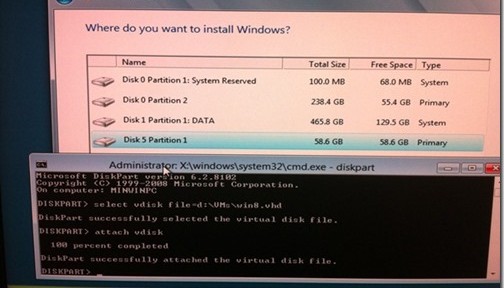 Where do you want to install Windows?
Name Total Size Free Space Type
Disk 0 Partition 1: System Reserved 100.0 MB 68.0 MB System
Disk 0 Partition 2 238.4 GB 55.4 GB Primary
Disk 1 Partition 1: DATA 465.8 GB 129.5 GB System
Disk 5 Partition 1 58.6 GB 58.6 GB Primary
Administrator: X:\windows\system32\cmd.exe - diskpart
Microsoft DiskPart version 6.2.8102
Copyright (C) 1999-2008 Microsoft Corporation.
On computer: MINWINPC
DISKPART> select vdisk file=d:\VMs\win8.vhd
DiskPart successfully selected the virtual disk file.
DISKPART> attach vdisk
100 percent completed
DiskPart successfully attached the virtual disk file.
DISKPART>